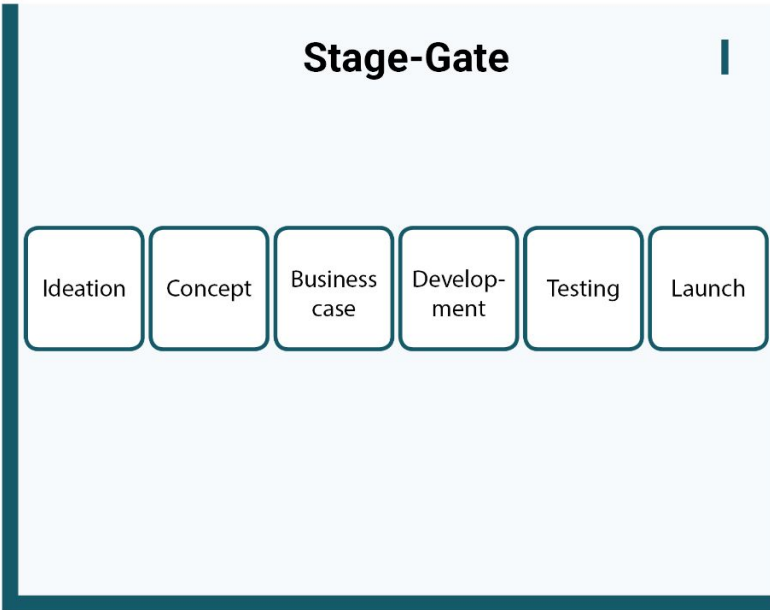 Stage-Gate
Ideation
Concept
Business
case
Develop-
ment
Testing
Launch